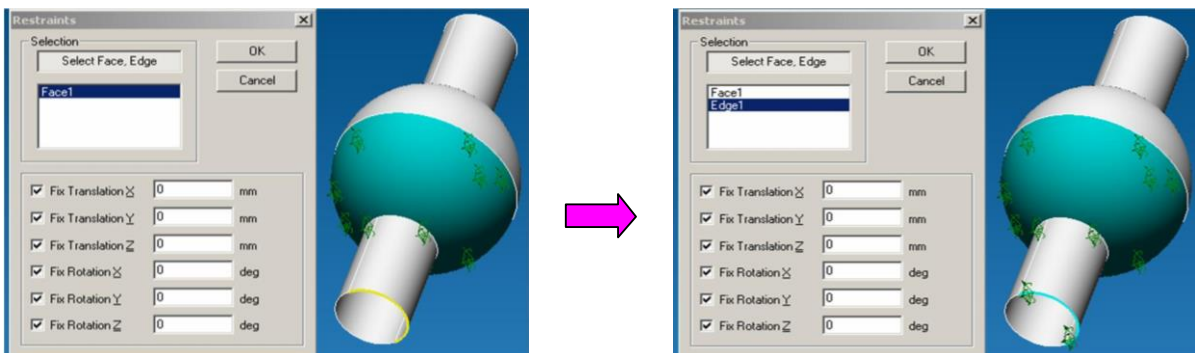 Restraints
Selection
Select Face, Edge
Face1
OK
Cancel
Fix Translation X 0 mm
Fix Translation Y 0 mm
Fix Translation Z 0 mm
Fix Rotation X 0 deg
Fix Rotation Y 0 deg
Fix Rotation Z 0 deg
Restraints
Selection
Select Face, Edge
Face1
Edge1
OK
Cancel
Fix Translation X 0 mm
Fix Translation Y 0 mm
Fix Translation Z 0 mm
Fix Rotation X 0 deg
Fix Rotation Y 0 deg
Fix Rotation Z 0 deg